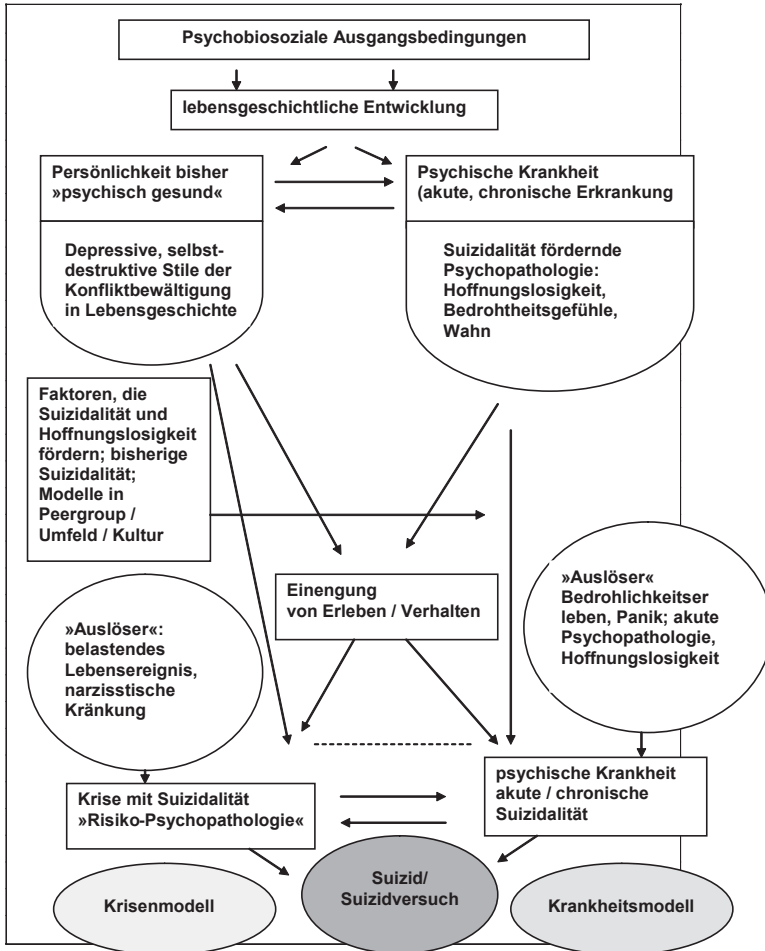 Psychobiosoziale Ausgangsbedingungen
lebensgeschichtliche Entwicklung
Persönlichkeit bisher
»psychisch gesund«
Psychische Krankheit
(akute, chronische Erkrankung
Depressive, selbst-
destruktive Stile der
Konfliktbewältigung
in Lebensgeschichte
Suizidalität fördernde
Psychopathologie:
Hoffnungslosigkeit,
Bedrohtheitsgefühle,
Wahn
Faktoren, die
Suizidalität und
Hoffnungslosigkeit
fördern; bisherige
Suizidalität;
Modelle in
Peergroup /
Umfeld / Kultur
Einengung
von Erleben / Verhalten
»Auslöser«
Bedrohlichkeitser
leben, Panik; akute
Psychopathologie,
Hoffnungslosigkeit
»Auslöser«:
belastendes
Lebensereignis,
narzisstische
Kränkung
Krise mit Suizidalität
»Risiko-Psychopathologie«
psychische Krankheit
akute / chronische
Suizidalität
Krisenmodell
Suizid/
Suizidversuch
Krankheitsmodell